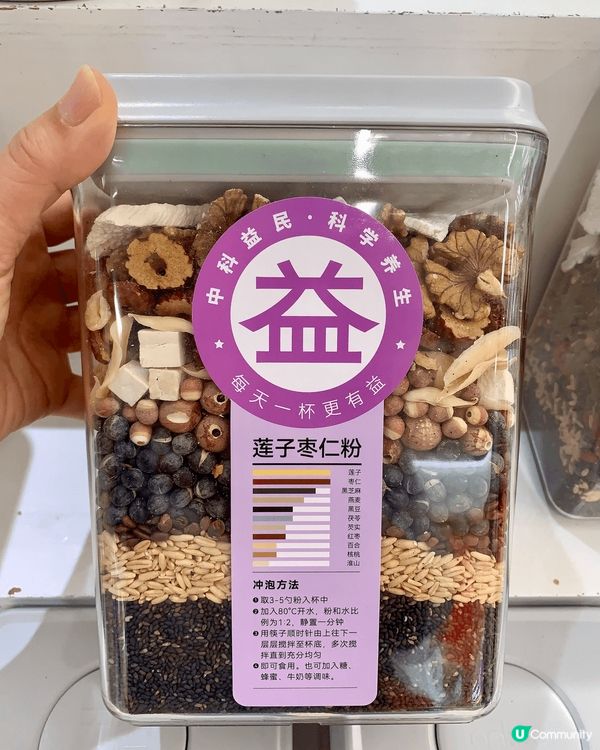 中科益民·科学养生
益
每天一杯更有益
莲子枣仁粉
莲子
枣仁
黑芝麻
燕麦
黑豆
茯苓
芡实
红枣
百合
核桃
淮山
冲泡方法
❶ 取3-5勺粉入杯中
❷ 加入80°C开水，粉和水比
例为1:2，静置一分钟
❸ 用筷子顺时针由上往下一
层层搅拌至杯底，多次搅
拌直到充分均匀
❹ 即可食用。也可加入糖、
蜂蜜、牛奶等调味。
U Community